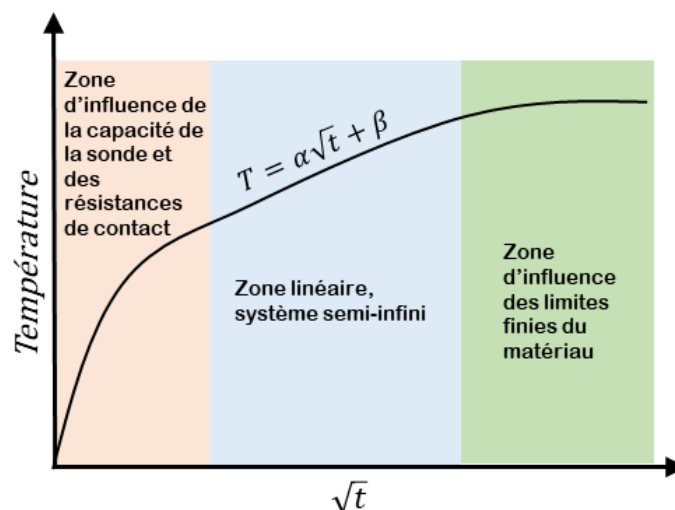 Zone
d'influence de
la capacité de
la sonde et
des
résistances
de contact
T = α√t + β
Zone linéaire,
système semi-infini
Zone
d'influence
des limites
finies du
matériau
Température
√t